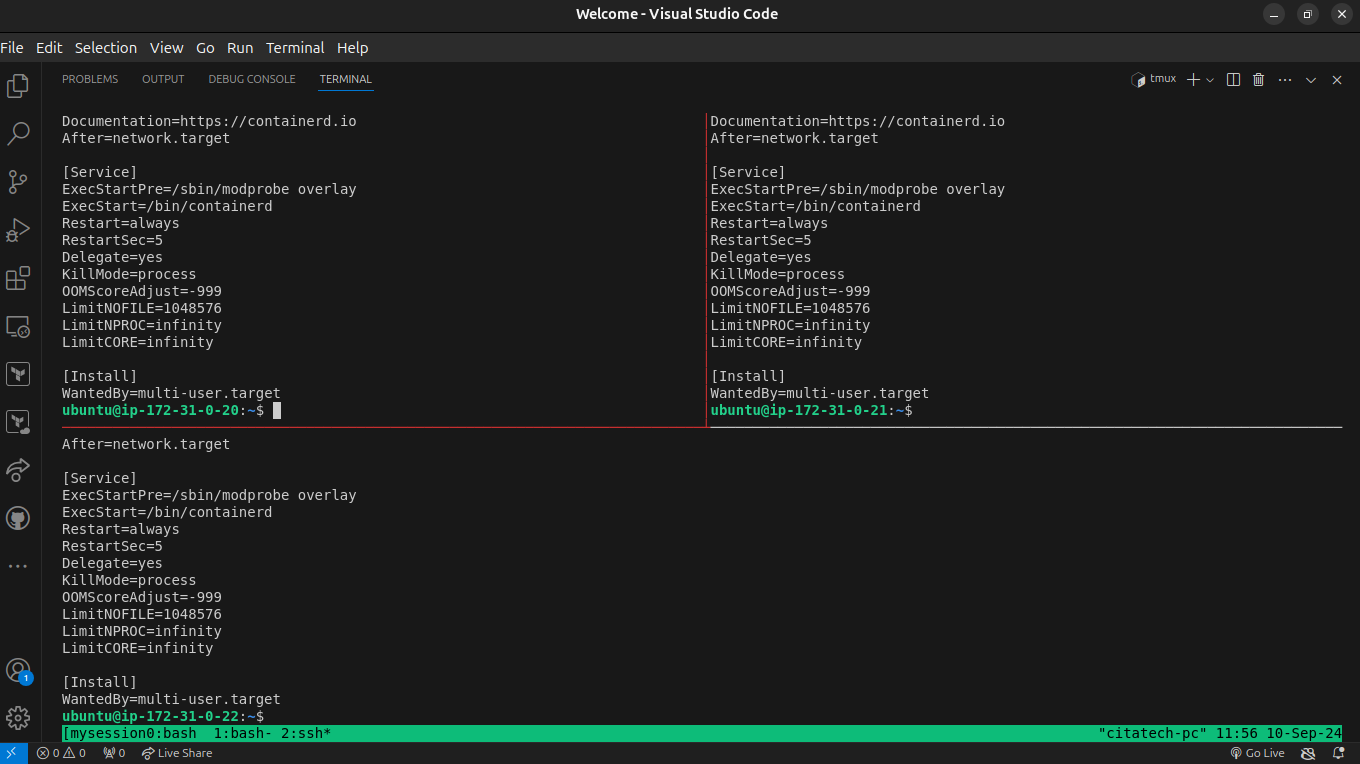 Welcome - Visual Studio Code
File Edit Selection View Go Run Terminal Help
PROBLEMS OUTPUT DEBUG CONSOLE TERMINAL
tmux
Documentation=https://containerd.io
After=network.target
[Service]
ExecStartPre=/sbin/modprobe overlay
ExecStart=/bin/containerd
Restart=always
RestartSec=5
Delegate=yes
KillMode=process
OOMScoreAdjust=-999
LimitNOFILE=1048576
LimitNPROC=infinity
LimitCORE=infinity
[Install]
WantedBy=multi-user.target
ubuntu@ip-172-31-0-20:~$
Documentation=https://containerd.io
After=network.target
[Service]
ExecStartPre=/sbin/modprobe overlay
ExecStart=/bin/containerd
Restart=always
RestartSec=5
Delegate=yes
KillMode=process
OOMScoreAdjust=-999
LimitNOFILE=1048576
LimitNPROC=infinity
LimitCORE=infinity
[Install]
WantedBy=multi-user.target
ubuntu@ip-172-31-0-21:~$
After=network.target
[Service]
ExecStartPre=/sbin/modprobe overlay
ExecStart=/bin/containerd
Restart=always
RestartSec=5
Delegate=yes
KillMode=process
OOMScoreAdjust=-999
LimitNOFILE=1048576
LimitNPROC=infinity
LimitCORE=infinity
[Install]
WantedBy=multi-user.target
ubuntu@ip-172-31-0-22:~$
[mysession0:bash  1:bash- 2:ssh* "citatech-pc" 11:56 10-Sep-24
1
0 0 0 Live Share Go Live